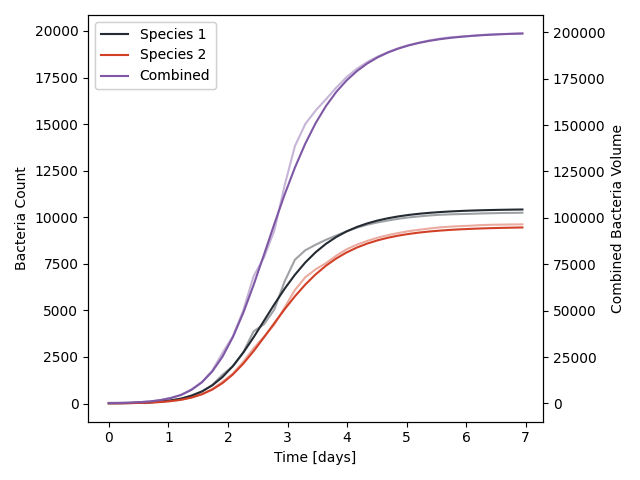 Species 1
Species 2
Combined
20000
17500
15000
12500
10000
7500
5000
2500
0
Bacteria Count
200000
175000
150000
125000
100000
75000
50000
25000
0
Combined Bacteria Volume
0 1 2 3 4 5 6 7
Time [days]